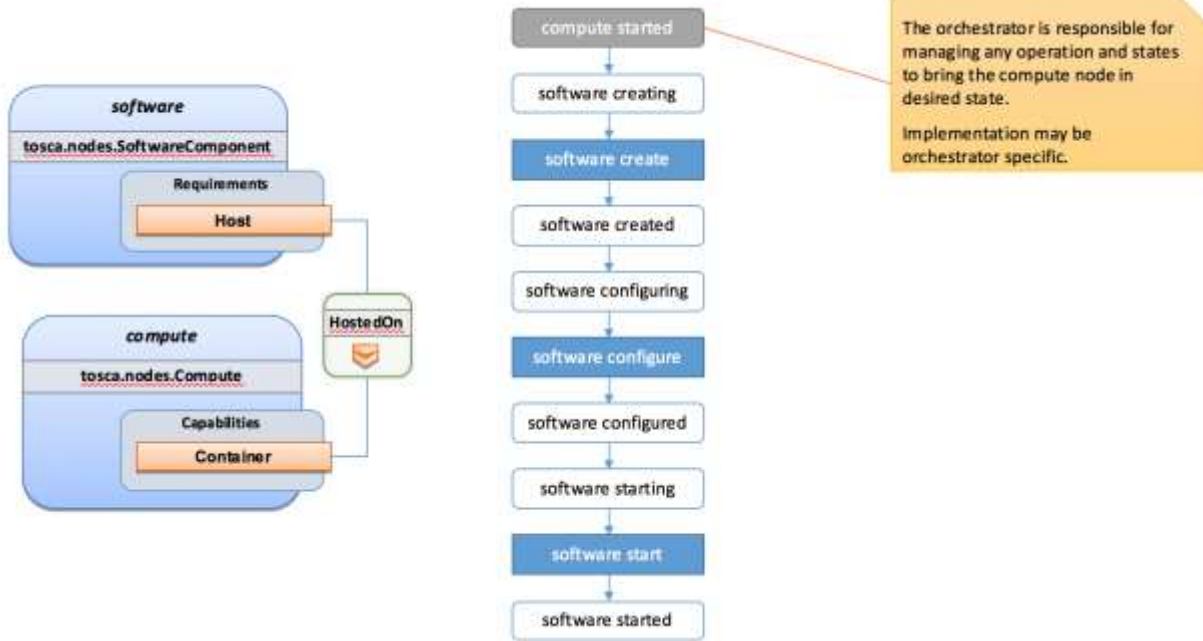 software
tosca.nodes.SoftwareComponent
Requirements
Host
HostedOn
compute
tosca.nodes.Compute
Capabilities
Container
compute started
software creating
software create
software created
software configuring
software configure
software configured
software starting
software start
software started
The orchestrator is responsible for
managing any operation and states
to bring the compute node in
desired state.
Implementation may be
orchestrator specific.